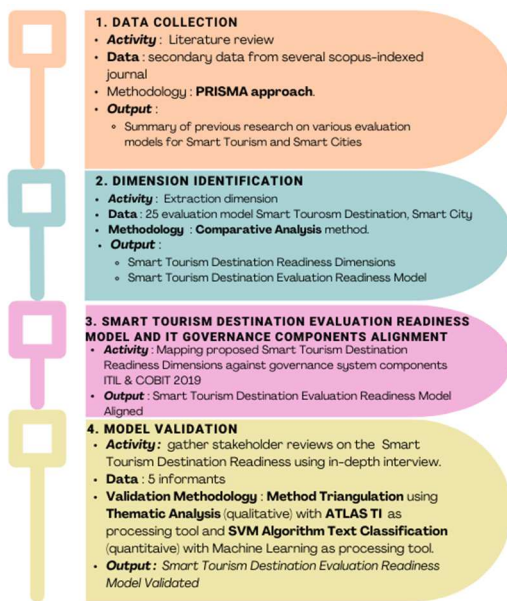 1. DATA COLLECTION
• Activity : Literature review
• Data : secondary data from several scopus-indexed
journal
Methodology : PRISMA approach.
• Output :
∘ Summary of previous research on various evaluation
models for Smart Tourism and Smart Cities
2. DIMENSION IDENTIFICATION
• Activity : Extraction dimension
• Data : 25 evaluation model Smart Tourosm Destination, Smart City
• Methodology : Comparative Analysis method.
• Output :
∘ Smart Tourism Destination Readiness Dimensions
∘ Smart Tourism Destination Evaluation Readiness Model
3. SMART TOURISM DESTINATION EVALUATION READINESS
MODEL AND IT GOVERNANCE COMPONENTS ALIGNMENT
• Activity : Mapping proposed Smart Tourism Destination
Readiness Dimensions against governance system components
ITIL & COBIT 2019
• Output : Smart Tourism Destination Evaluation Readiness Model
Aligned
4. MODEL VALIDATION
• Activity : gather stakeholder reviews on the Smart
Tourism Destination Readiness using in-depth interview.
• Data : 5 informants
• Validation Methodology : Method Triangulation using
Thematic Analysis (qualitative) with ATLAS TI as
processing tool and SVM Algorithm Text Classification
(quantitaive) with Machine Learning as processing tool.
• Output : Smart Tourism Destination Evaluation Readiness
Model Validated